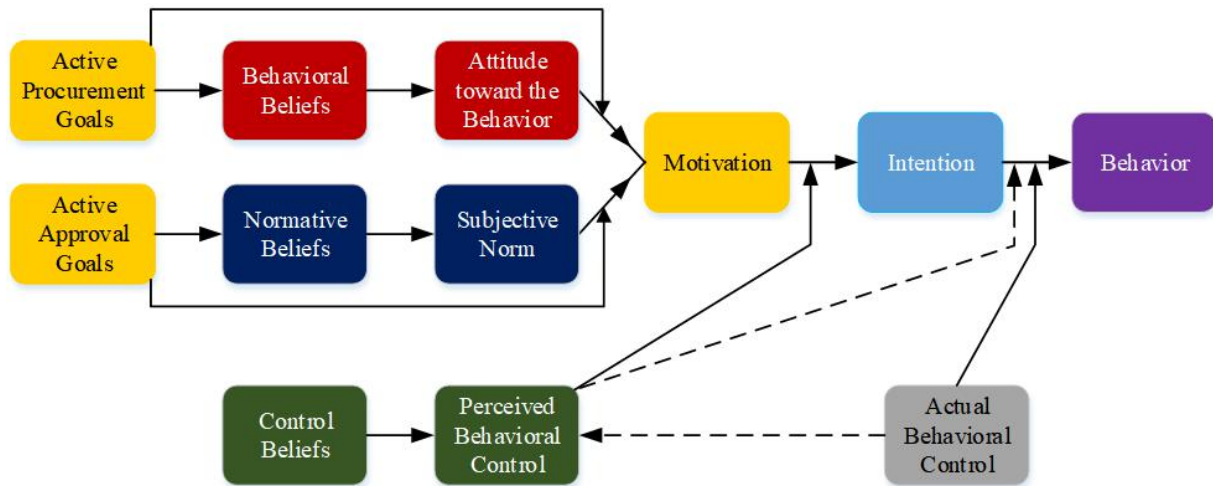 Active
Procurement
Goals
Behavioral
Beliefs
Attitude
toward the
Behavior
Motivation
Intention
Behavior
Active
Approval
Goals
Normative
Beliefs
Subjective
Norm
Control
Beliefs
Perceived
Behavioral
Control
Actual
Behavioral
Control